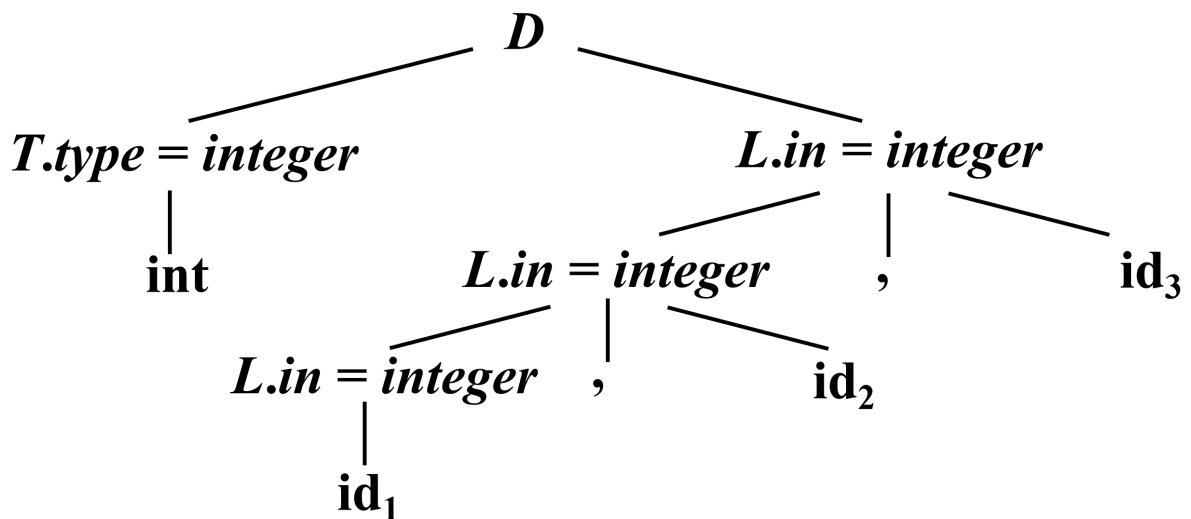 D
T.type = integer L.in = integer
int L.in = integer , id₃
L.in = integer , id₂
id₁